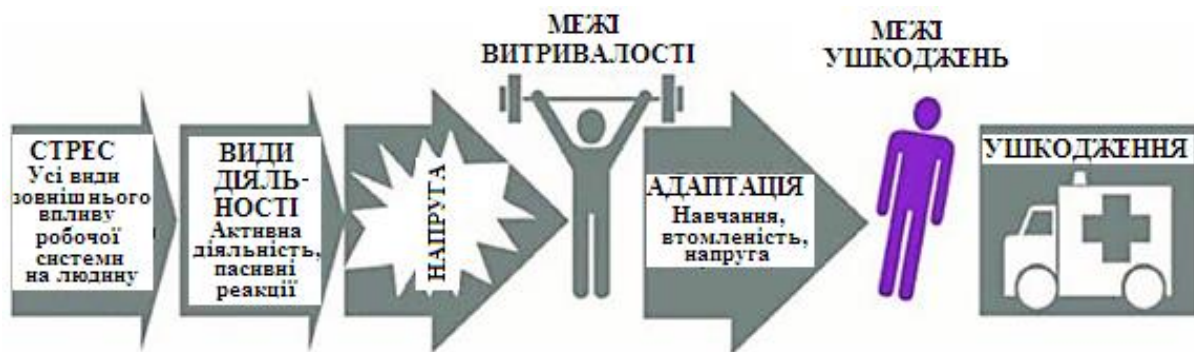 СТРЕС
Усі види
зовнішнього
впливу
робочої
системи
на людину
ВИДИ
ДІЯЛЬ-
НОСТІ
Активна
діяльність,
пасивні
реакції
НАПРУГА
МЕЖІ
ВИТРИВАЛОСТІ
АДАПТАЦІЯ
Навчання,
втомленість,
напруга
МЕЖІ
УШКОДЖЕНЬ
УШКОДЖЕННЯ